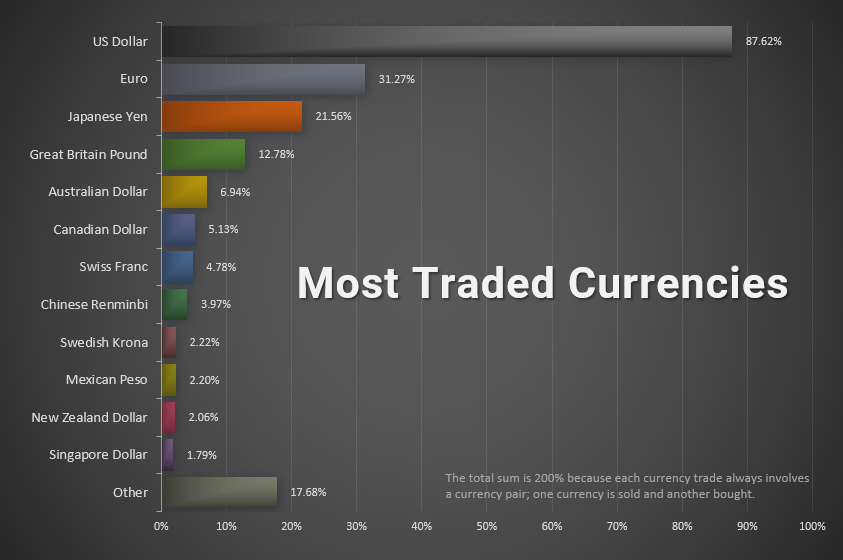 US Dollar 87.62%
Euro 31.27%
Japanese Yen 21.56%
Great Britain Pound 12.78%
Australian Dollar 6.94%
Canadian Dollar 5.13%
Swiss Franc 4.78%
Most Traded Currencies
Chinese Renminbi 3.97%
Swedish Krona 2.22%
Mexican Peso 2.20%
New Zealand Dollar 2.06%
Singapore Dollar 1.79%
Other 17.68%
The total sum is 200% because each currency trade always involves
a currency pair; one currency is sold and another bought.
0% 10% 20% 30% 40% 50% 60% 70% 80% 90% 100%